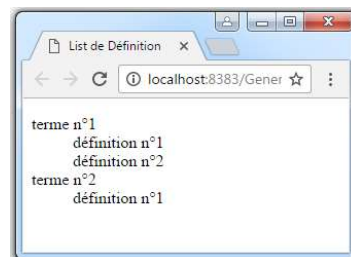 List de Définition
localhost:8383/Gener
terme n°1
définition n°1
définition n°2
terme n°2
définition n°1